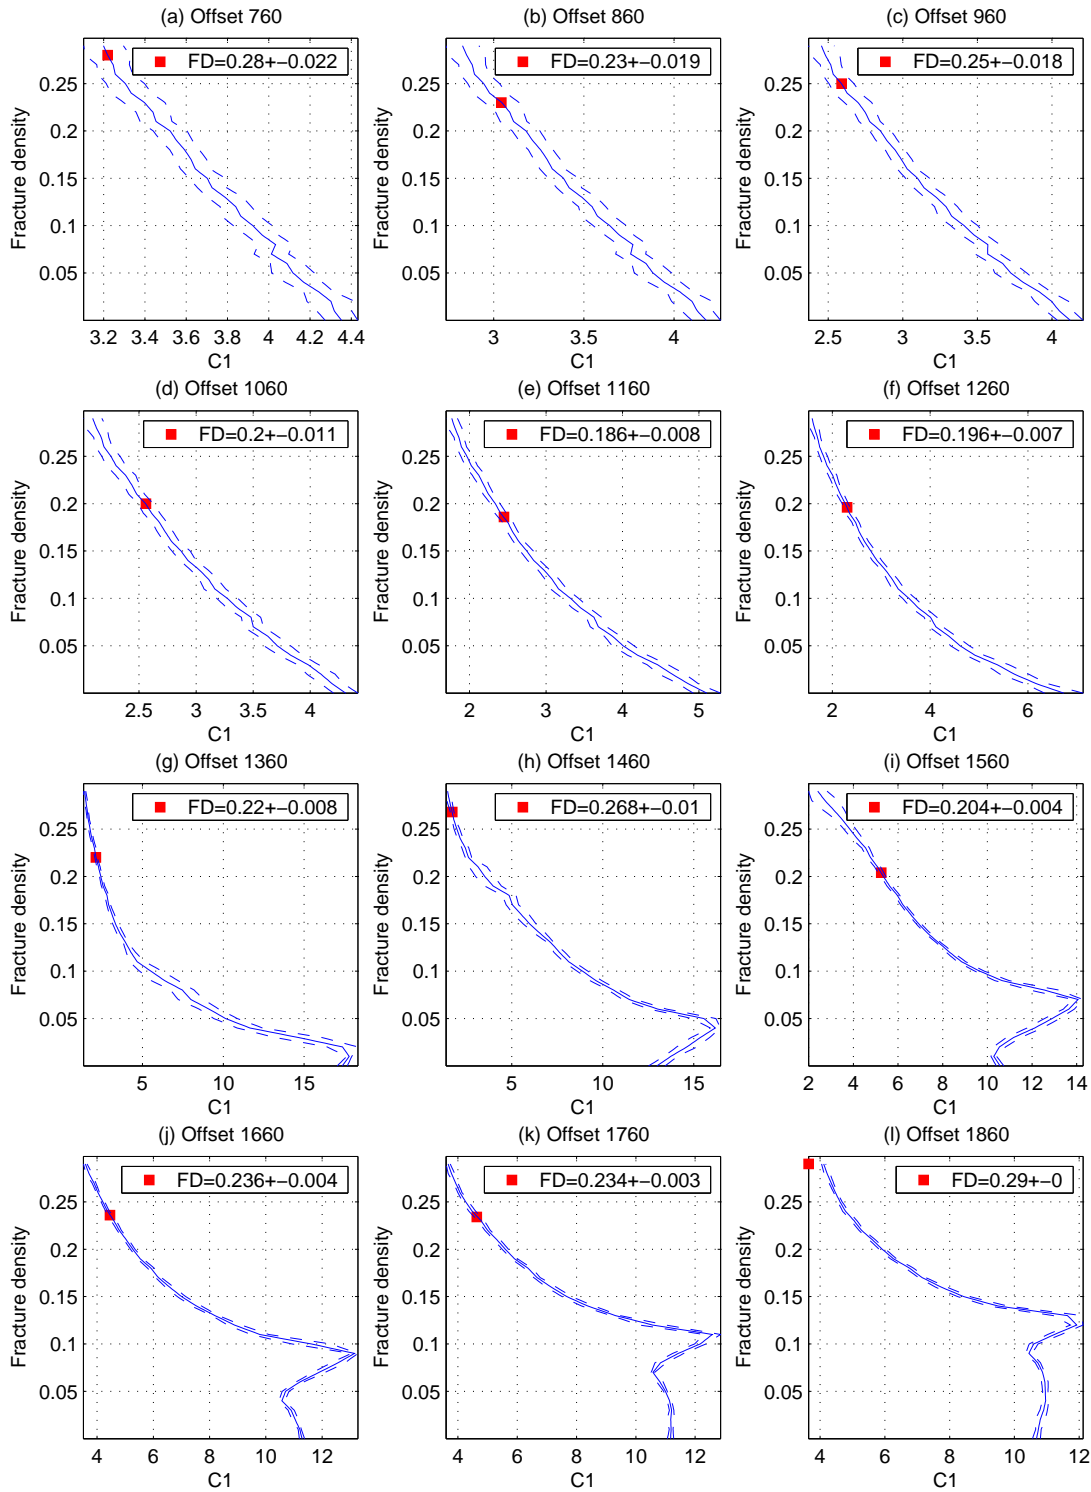 (a) Offset 760
FD=0.28+−0.022
Fracture density
0.25
0.2
0.15
0.1
0.05
3.2 3.4 3.6 3.8 4 4.2 4.4
C1
(b) Offset 860
FD=0.23+−0.019
Fracture density
0.25
0.2
0.15
0.1
0.05
3 3.5 4
C1
(c) Offset 960
FD=0.25+−0.018
Fracture density
0.25
0.2
0.15
0.1
0.05
2.5 3 3.5 4
C1
(d) Offset 1060
FD=0.2+−0.011
Fracture density
0.25
0.2
0.15
0.1
0.05
2.5 3 3.5 4
C1
(e) Offset 1160
FD=0.186+−0.008
Fracture density
0.25
0.2
0.15
0.1
0.05
2 3 4 5
C1
(f) Offset 1260
FD=0.196+−0.007
Fracture density
0.25
0.2
0.15
0.1
0.05
2 4 6
C1
(g) Offset 1360
FD=0.22+−0.008
Fracture density
0.25
0.2
0.15
0.1
0.05
5 10 15
C1
(h) Offset 1460
FD=0.268+−0.01
Fracture density
0.25
0.2
0.15
0.1
0.05
5 10 15
C1
(i) Offset 1560
FD=0.204+−0.004
Fracture density
0.25
0.2
0.15
0.1
0.05
2 4 6 8 10 12 14
C1
(j) Offset 1660
FD=0.236+−0.004
Fracture density
0.25
0.2
0.15
0.1
0.05
4 6 8 10 12
C1
(k) Offset 1760
FD=0.234+−0.003
Fracture density
0.25
0.2
0.15
0.1
0.05
4 6 8 10 12
C1
(l) Offset 1860
FD=0.29+−0
Fracture density
0.25
0.2
0.15
0.1
0.05
4 6 8 10 12
C1